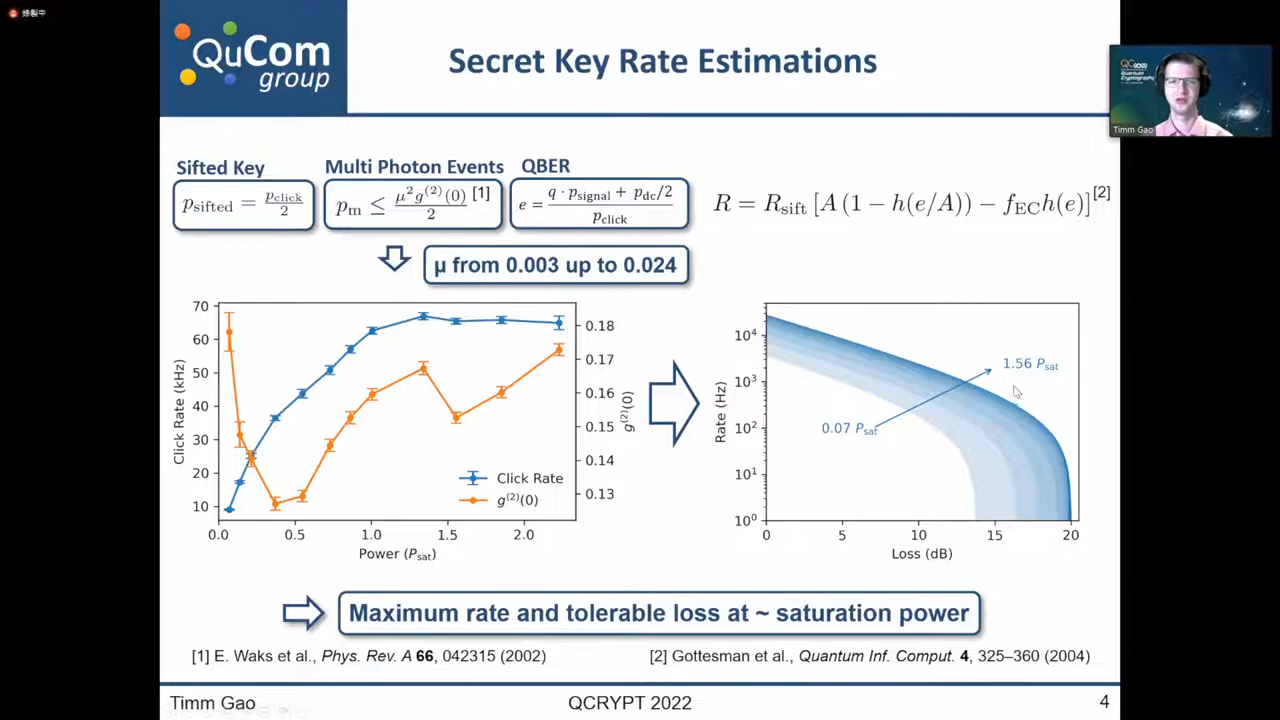 錄製中
QuCom
group
Secret Key Rate Estimations
QC2022
Quantum
Cryptography
Timm Gao
Sifted Key
Multi Photon Events
QBER
p_sifted = p_click/2
p_m ≤ μ²g⁽²⁾(0)/2 [1]
e = (q · p_signal + p_dc/2)/p_click
R = R_sift [A (1 − h(e/A)) − f_EC h(e)] [2]
μ from 0.003 up to 0.024
70
60
50
40
30
20
10
Click Rate (kHz)
0.18
0.17
0.16
0.15
0.14
0.13
g⁽²⁾(0)
Click Rate
g⁽²⁾(0)
0.0 0.5 1.0 1.5 2.0
Power (P_sat)
10⁴
10³
10²
10¹
10⁰
Rate (Hz)
1.56 P_sat
0.07 P_sat
0 5 10 15 20
Loss (dB)
Maximum rate and tolerable loss at ~ saturation power
[1] E. Waks et al., Phys. Rev. A 66, 042315 (2002)
[2] Gottesman et al., Quantum Inf. Comput. 4, 325–360 (2004)
Timm Gao
QCRYPT 2022
4